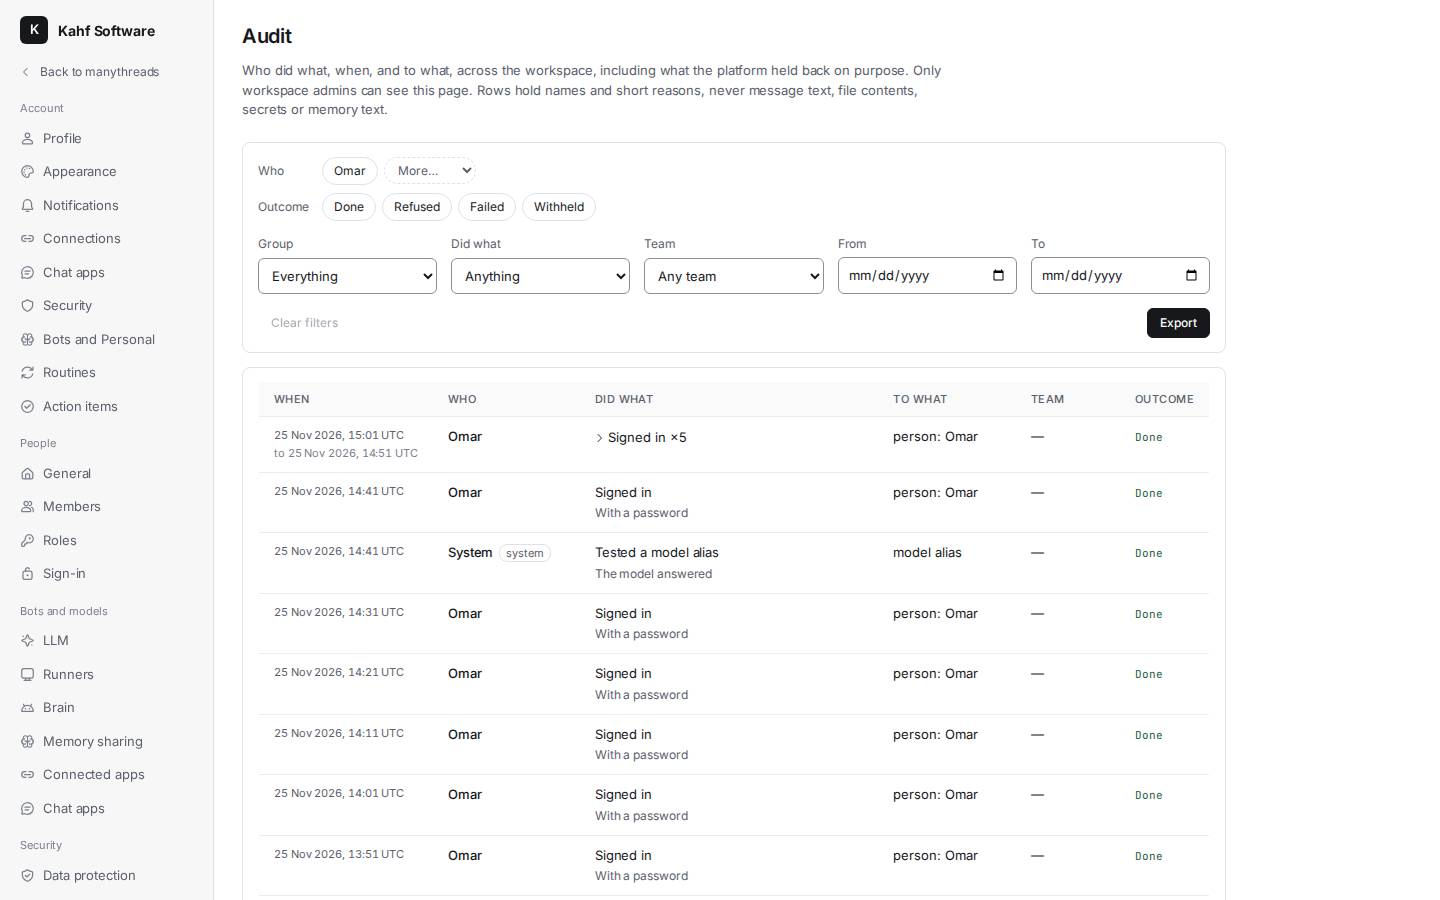 K Kahf Software
Back to manythreads
Account
Profile
Appearance
Notifications
Connections
Chat apps
Security
Bots and Personal
Routines
Action items
People
General
Members
Roles
Sign-in
Bots and models
LLM
Runners
Brain
Memory sharing
Connected apps
Chat apps
Security
Data protection
Audit
Who did what, when, and to what, across the workspace, including what the platform held back on purpose. Only
workspace admins can see this page. Rows hold names and short reasons, never message text, file contents,
secrets or memory text.
Who Omar More...
Outcome Done Refused Failed Withheld
Group Did what Team From To
Everything Anything Any team mm/dd/yyyy mm/dd/yyyy
Clear filters Export
WHEN WHO DID WHAT TO WHAT TEAM OUTCOME
25 Nov 2026, 15:01 UTC Omar Signed in ×5 person: Omar — Done
to 25 Nov 2026, 14:51 UTC
25 Nov 2026, 14:41 UTC Omar Signed in person: Omar — Done
With a password
25 Nov 2026, 14:41 UTC System system Tested a model alias model alias — Done
The model answered
25 Nov 2026, 14:31 UTC Omar Signed in person: Omar — Done
With a password
25 Nov 2026, 14:21 UTC Omar Signed in person: Omar — Done
With a password
25 Nov 2026, 14:11 UTC Omar Signed in person: Omar — Done
With a password
25 Nov 2026, 14:01 UTC Omar Signed in person: Omar — Done
With a password
25 Nov 2026, 13:51 UTC Omar Signed in person: Omar — Done
With a password